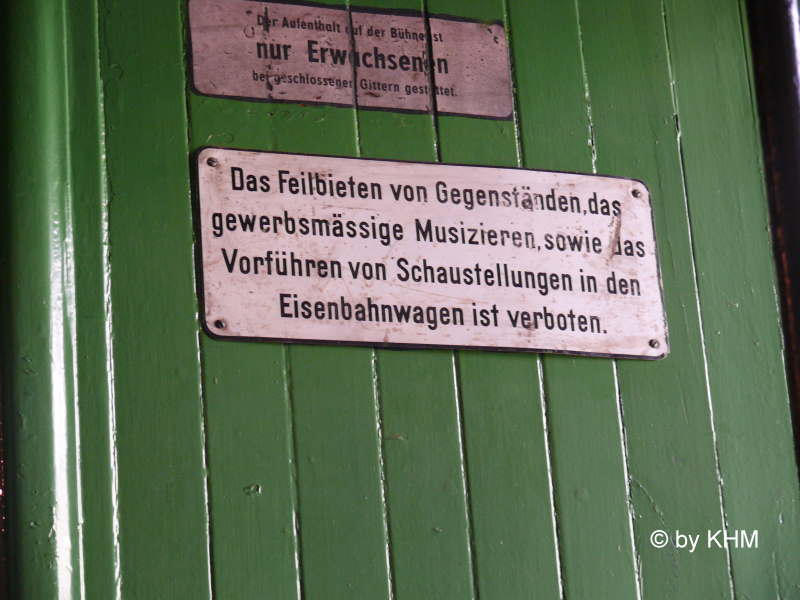 Der Aufenthalt auf der Bühne ist
nur Erwachsenen
bei geschlossenen Gittern gestattet.
Das Feilbieten von Gegenständen, das
gewerbsmässige Musizieren, sowie das
Vorführen von Schaustellungen in den
Eisenbahnwagen ist verboten.
© by KHM